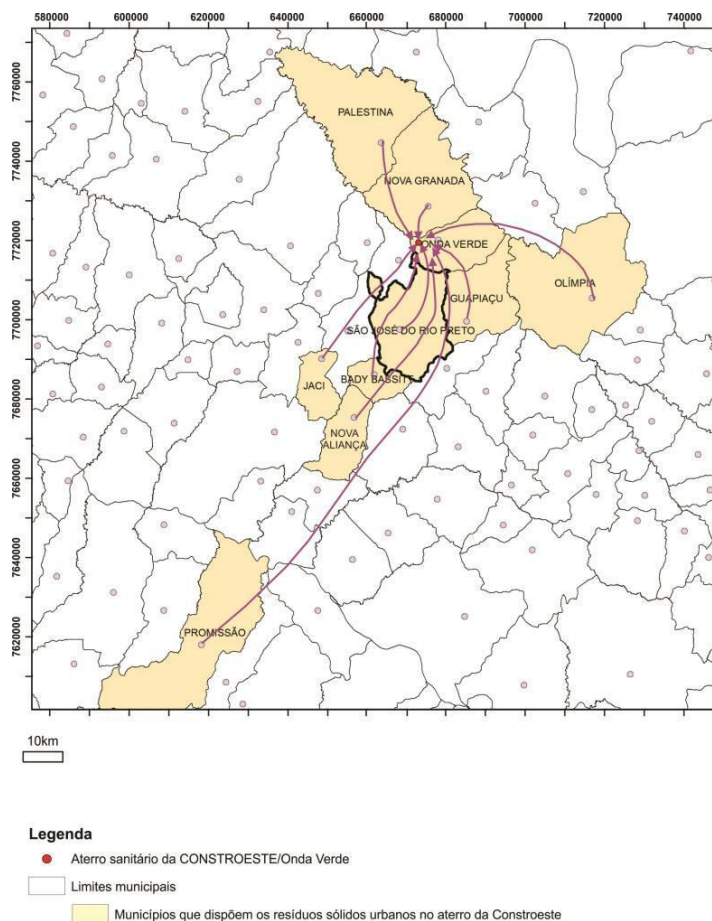 580000 600000 620000 640000 660000 680000 700000 720000 740000
7760000
PALESTINA
7740000
NOVA GRANADA
7720000
ONDA VERDE
OLÍMPIA
GUAPIAÇU
7700000
SÃO JOSÉ DO RIO PRETO
JACI
BADY BASSITT
7680000
NOVA
ALIANÇA
7660000
7640000
7620000
PROMISSÃO
10km
Legenda
Aterro sanitário da CONSTROESTE/Onda Verde
Limites municipais
Municípios que dispõem os resíduos sólidos urbanos no aterro da Constroeste